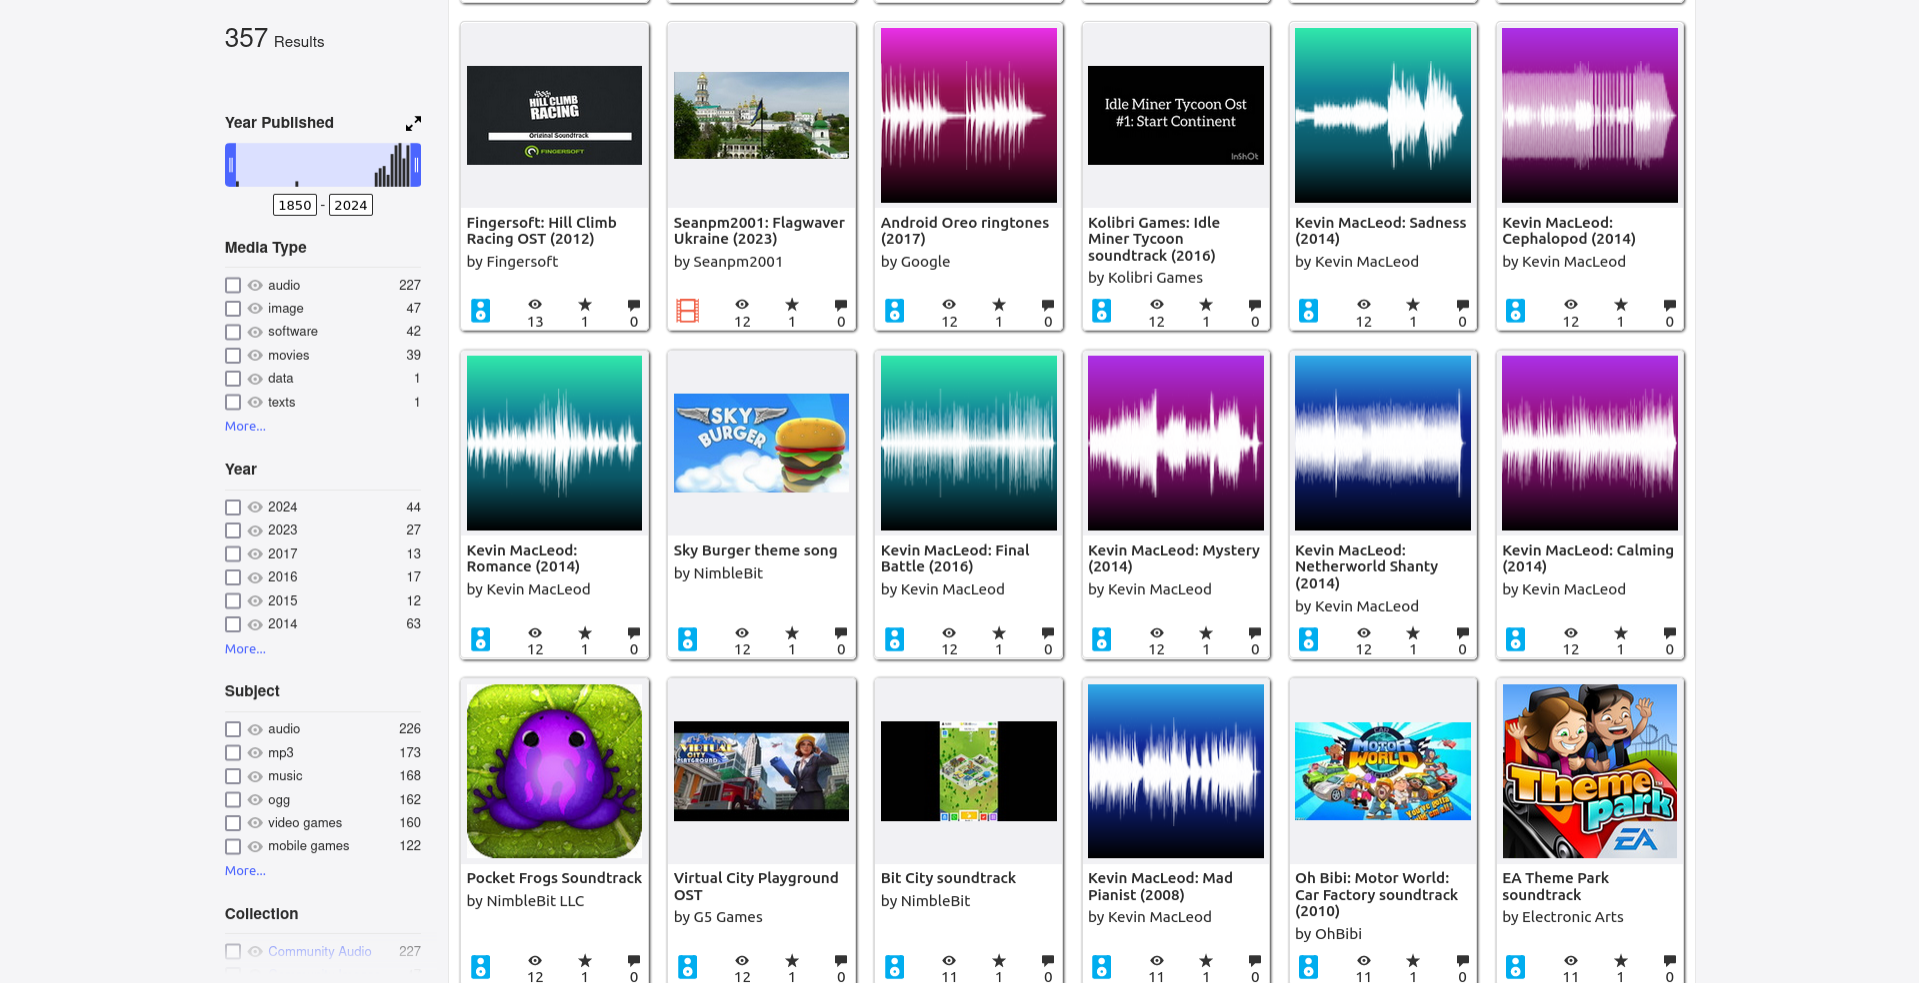 357 Results
Year Published
1850 - 2024
Media Type
audio 227
image 47
software 42
movies 39
data 1
texts 1
More...
Year
2024 44
2023 27
2017 13
2016 17
2015 12
2014 63
More...
Subject
audio 226
mp3 173
music 168
ogg 162
video games 160
mobile games 122
More...
Collection
Community Audio 227
HILL CLIMB
RACING
Original Soundtrack
FINGERSOFT
Fingersoft: Hill Climb
Racing OST (2012)
by Fingersoft
13 1 0
Seanpm2001: Flagwaver
Ukraine (2023)
by Seanpm2001
12 1 0
Android Oreo ringtones
(2017)
by Google
12 1 0
Idle Miner Tycoon Ost
#1: Start Continent
InShOt
Kolibri Games: Idle
Miner Tycoon
soundtrack (2016)
by Kolibri Games
12 1 0
Kevin MacLeod: Sadness
(2014)
by Kevin MacLeod
12 1 0
Kevin MacLeod:
Cephalopod (2014)
by Kevin MacLeod
12 1 0
Kevin MacLeod:
Romance (2014)
by Kevin MacLeod
12 1 0
SKY
BURGER
Sky Burger theme song
by NimbleBit
12 1 0
Kevin MacLeod: Final
Battle (2016)
by Kevin MacLeod
12 1 0
Kevin MacLeod: Mystery
(2014)
by Kevin MacLeod
12 1 0
Kevin MacLeod:
Netherworld Shanty
(2014)
by Kevin MacLeod
12 1 0
Kevin MacLeod: Calming
(2014)
by Kevin MacLeod
12 1 0
Pocket Frogs Soundtrack
by NimbleBit LLC
12 1 0
VIRTUAL
CITY
PLAYGROUND
Virtual City Playground
OST
by G5 Games
12 1 0
Bit City soundtrack
by NimbleBit
11 1 0
Kevin MacLeod: Mad
Pianist (2008)
by Kevin MacLeod
11 1 0
MOTOR
WORLD
Oh Bibi: Motor World:
Car Factory soundtrack
(2010)
by OhBibi
11 1 0
Theme
park
EA
EA Theme Park
soundtrack
by Electronic Arts
11 1 0